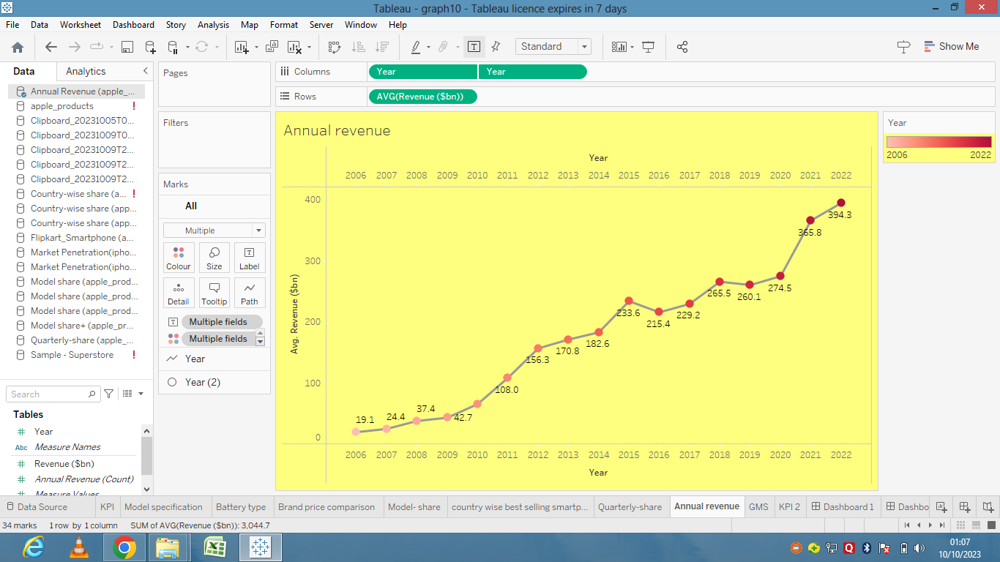 Tableau - graph10 - Tableau licence expires in 7 days
File Data Worksheet Dashboard Story Analysis Map Format Server Window Help
Standard
Show Me
Data Analytics
Annual Revenue (apple_...
apple_products
Clipboard_20231005T0...
Clipboard_20231009T0...
Clipboard_20231009T2...
Clipboard_20231009T2...
Clipboard_20231009T2...
Country-wise share (a...
Country-wise share (app...
Country-wise share (app...
Flipkart_Smartphone (a...
Market Penetration(ipho...
Market Penetration(ipho...
Model share (apple_prod...
Model share (apple_prod...
Model share (apple_prod...
Model share+ (apple_pr...
Quarterly-share (apple_...
Sample - Superstore
Search
Tables
Year
Abc Measure Names
Revenue ($bn)
Annual Revenue (Count)
Measure Values
Pages
Filters
Marks
All
Multiple
Colour Size Label
Detail Tooltip Path
Multiple fields
Multiple fields
Year
Year (2)
Columns Year Year
Rows AVG(Revenue ($bn))
Annual revenue
Year
2006 2007 2008 2009 2010 2011 2012 2013 2014 2015 2016 2017 2018 2019 2020 2021 2022
Avg. Revenue ($bn)
400
300
200
100
0
19.1
24.4
37.4
42.7
108.0
156.3
170.8
182.6
233.6
215.4
229.2
265.5
260.1
274.5
365.8
394.3
2006 2007 2008 2009 2010 2011 2012 2013 2014 2015 2016 2017 2018 2019 2020 2021 2022
Year
Year
2006 2022
Data Source KPI Model specification Battery type Brand price comparison Model- share country wise best selling smartp... Quarterly-share Annual revenue GMS KPI 2 Dashboard 1 Dashbo
34 marks 1 row by 1 column SUM of AVG(Revenue ($bn)): 3,044.7
01:07
10/10/2023